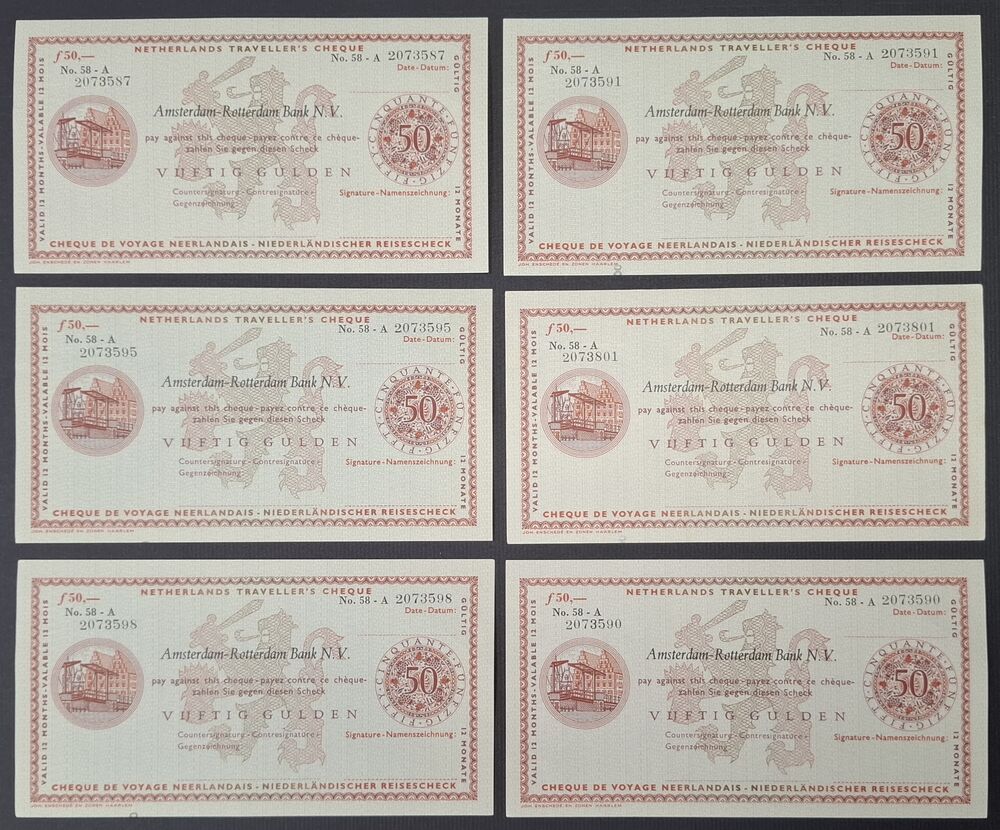 f 50,—
NETHERLANDS TRAVELLER'S CHEQUE
No. 58 - A 2073587
No. 58 - A
2073587
Date-Datum:
Amsterdam-Rotterdam Bank N.V.
pay against this cheque-payez contre ce chèque-
zahlen Sie gegen diesen Scheck
VIJFTIG GULDEN
Countersignature-Contresignature-
Gegenzeichnung:
Signature-Namenszeichnung:
CINQUANTE·FUNFZIG·FIFTY·
50
VALID 12 MONTHS-VALABLE 12 MOIS
GÜLTIG 12 MONATE
CHEQUE DE VOYAGE NEERLANDAIS - NIEDERLÄNDISCHER REISESCHECK
JOH. ENSCHEDÉ EN ZONEN HAARLEM
f 50,—
NETHERLANDS TRAVELLER'S CHEQUE
No. 58 - A 2073591
No. 58 - A
2073591
Date-Datum:
Amsterdam-Rotterdam Bank N.V.
pay against this cheque-payez contre ce chèque-
zahlen Sie gegen diesen Scheck
VIJFTIG GULDEN
Countersignature-Contresignature-
Gegenzeichnung:
Signature-Namenszeichnung:
CINQUANTE·FUNFZIG·FIFTY·
50
VALID 12 MONTHS-VALABLE 12 MOIS
GÜLTIG 12 MONATE
CHEQUE DE VOYAGE NEERLANDAIS - NIEDERLÄNDISCHER REISESCHECK
JOH. ENSCHEDÉ EN ZONEN HAARLEM
f 50,—
NETHERLANDS TRAVELLER'S CHEQUE
No. 58 - A 2073595
No. 58 - A
2073595
Date-Datum:
Amsterdam-Rotterdam Bank N.V.
pay against this cheque-payez contre ce chèque-
zahlen Sie gegen diesen Scheck
VIJFTIG GULDEN
Countersignature-Contresignature-
Gegenzeichnung:
Signature-Namenszeichnung:
CINQUANTE·FUNFZIG·FIFTY·
50
VALID 12 MONTHS-VALABLE 12 MOIS
GÜLTIG 12 MONATE
CHEQUE DE VOYAGE NEERLANDAIS - NIEDERLÄNDISCHER REISESCHECK
JOH. ENSCHEDÉ EN ZONEN HAARLEM
f 50,—
NETHERLANDS TRAVELLER'S CHEQUE
No. 58 - A 2073801
No. 58 - A
2073801
Date-Datum:
Amsterdam-Rotterdam Bank N.V.
pay against this cheque-payez contre ce chèque-
zahlen Sie gegen diesen Scheck
VIJFTIG GULDEN
Countersignature-Contresignature-
Gegenzeichnung:
Signature-Namenszeichnung:
CINQUANTE·FUNFZIG·FIFTY·
50
VALID 12 MONTHS-VALABLE 12 MOIS
GÜLTIG 12 MONATE
CHEQUE DE VOYAGE NEERLANDAIS - NIEDERLÄNDISCHER REISESCHECK
JOH. ENSCHEDÉ EN ZONEN HAARLEM
f 50,—
NETHERLANDS TRAVELLER'S CHEQUE
No. 58 - A 2073598
No. 58 - A
2073598
Date-Datum:
Amsterdam-Rotterdam Bank N.V.
pay against this cheque-payez contre ce chèque-
zahlen Sie gegen diesen Scheck
VIJFTIG GULDEN
Countersignature-Contresignature-
Gegenzeichnung:
Signature-Namenszeichnung:
CINQUANTE·FUNFZIG·FIFTY·
50
VALID 12 MONTHS-VALABLE 12 MOIS
GÜLTIG 12 MONATE
CHEQUE DE VOYAGE NEERLANDAIS - NIEDERLÄNDISCHER REISESCHECK
JOH. ENSCHEDÉ EN ZONEN HAARLEM
f 50,—
NETHERLANDS TRAVELLER'S CHEQUE
No. 58 - A 2073590
No. 58 - A
2073590
Date-Datum:
Amsterdam-Rotterdam Bank N.V.
pay against this cheque-payez contre ce chèque-
zahlen Sie gegen diesen Scheck
VIJFTIG GULDEN
Countersignature-Contresignature-
Gegenzeichnung:
Signature-Namenszeichnung:
CINQUANTE·FUNFZIG·FIFTY·
50
VALID 12 MONTHS-VALABLE 12 MOIS
GÜLTIG 12 MONATE
CHEQUE DE VOYAGE NEERLANDAIS - NIEDERLÄNDISCHER REISESCHECK
JOH. ENSCHEDÉ EN ZONEN HAARLEM